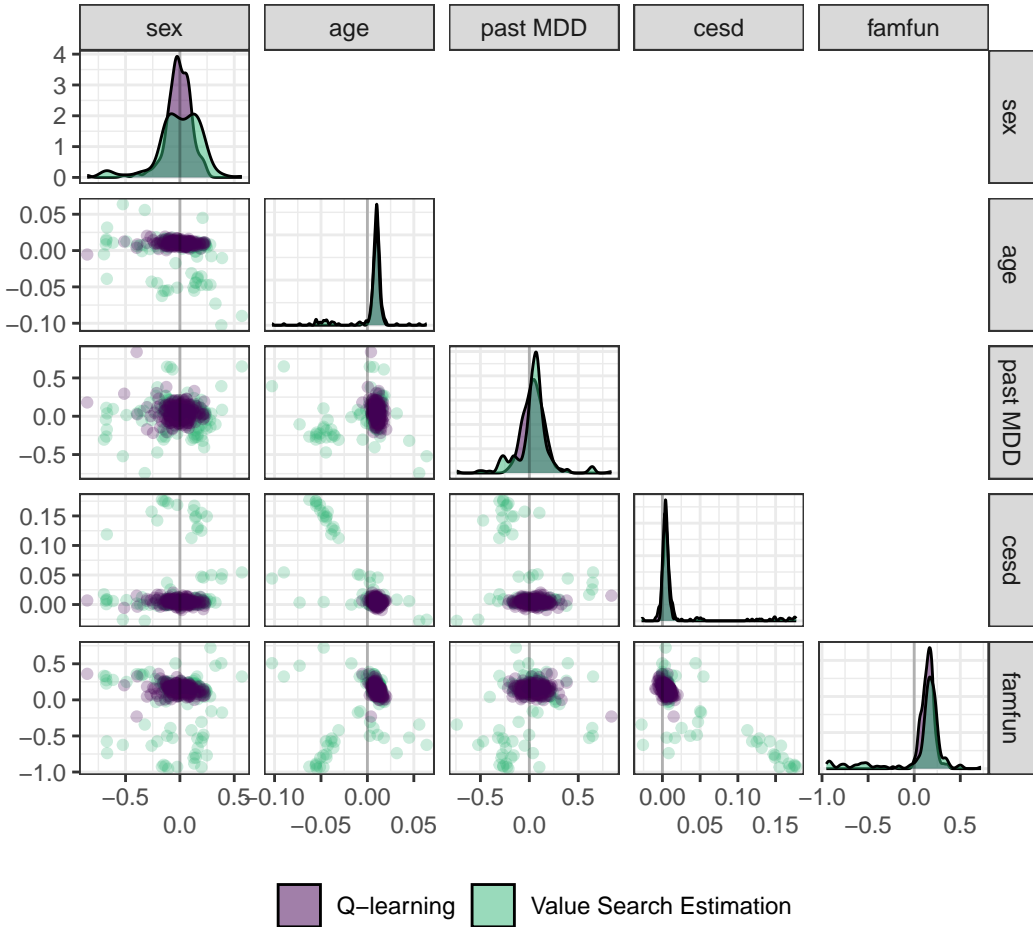 sex age past MDD cesd famfun
4
3
2
1
0
sex
0.05
0.00
−0.05
−0.10
age
0.5
0.0
−0.5
past MDD
0.15
0.10
0.05
0.00
cesd
0.5
0.0
−0.5
−1.0
famfun
−0.5 0.5 −0.10 0.00 −0.5 0.5 0.00 0.10 −1.0 0.0
0.0 −0.05 0.05 0.0 0.05 0.15 −0.5 0.5
Q−learning Value Search Estimation